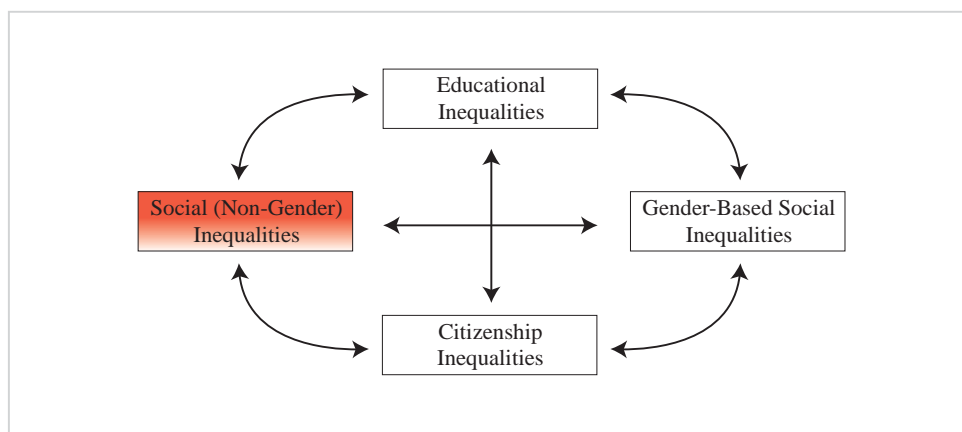 Educational
Inequalities
Social (Non-Gender)
Inequalities
Gender-Based Social
Inequalities
Citizenship
Inequalities